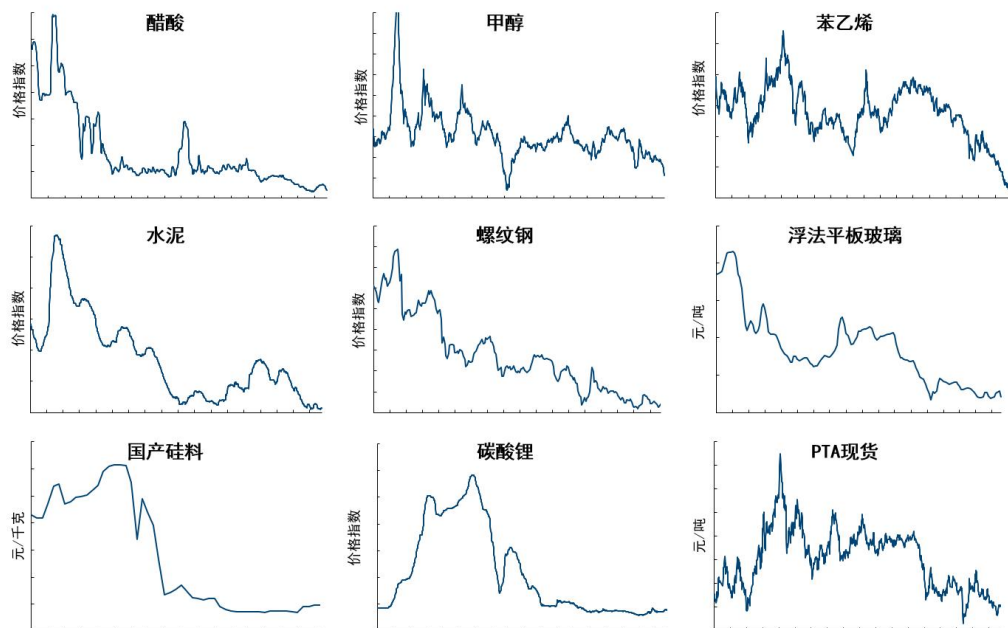 醋酸
价格指数
甲醇
价格指数
苯乙烯
价格指数
水泥
价格指数
螺纹钢
价格指数
浮法平板玻璃
元/吨
国产硅料
元/千克
碳酸锂
价格指数
PTA现货
元/吨